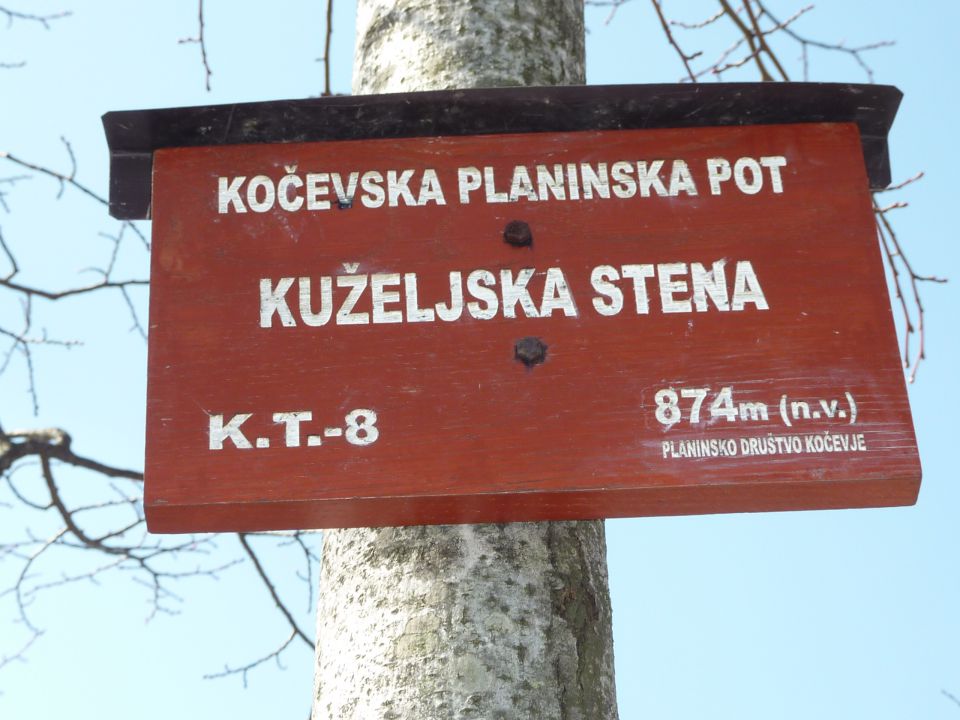 KOČEVSKA PLANINSKA POT
KUŽELJSKA STENA
K.T.-8
874m (n.v.)
PLANINSKO DRUŠTVO KOČEVJE